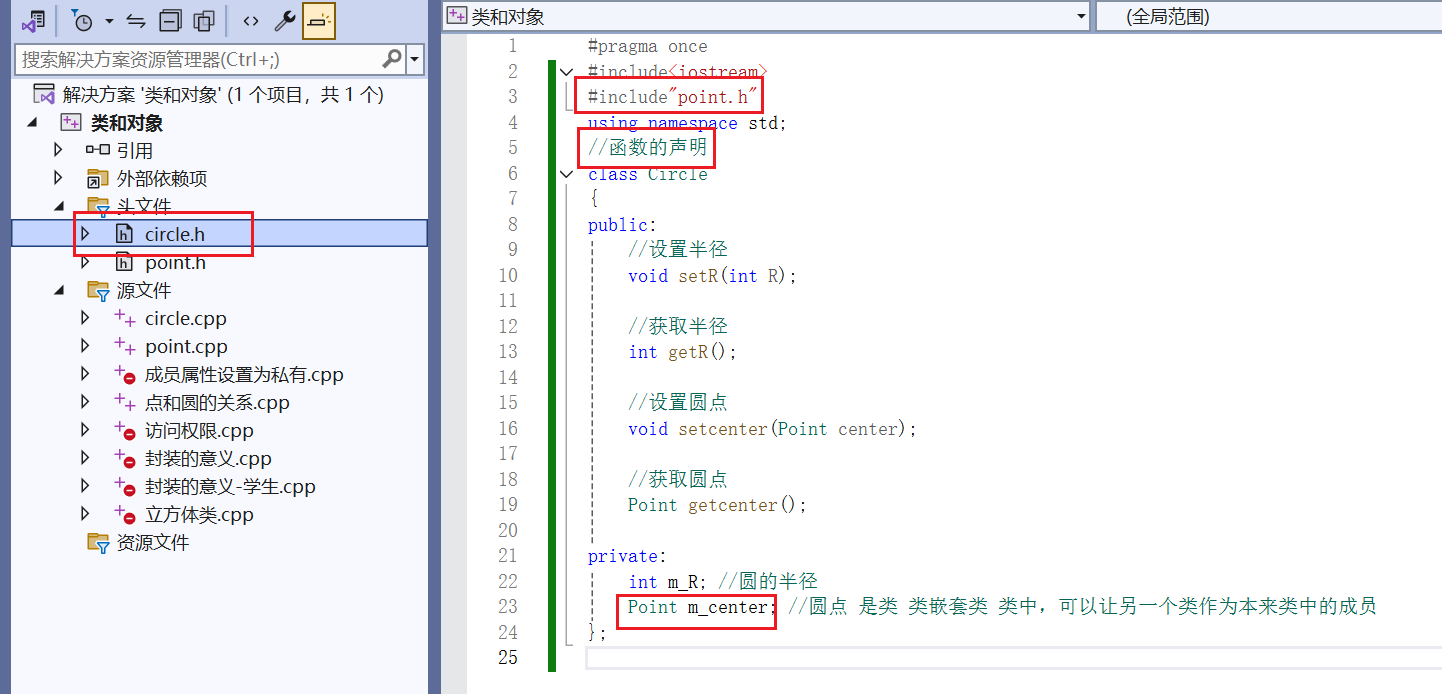 搜索解决方案资源管理器(Ctrl+;)
解决方案 '类和对象' (1 个项目，共 1 个)
类和对象
引用
外部依赖项
头文件
circle.h
point.h
源文件
circle.cpp
point.cpp
成员属性设置为私有.cpp
点和圆的关系.cpp
访问权限.cpp
封装的意义.cpp
封装的意义-学生.cpp
立方体类.cpp
资源文件
类和对象
(全局范围)
1 #pragma once
2 #include<iostream>
3 #include"point.h"
4 using namespace std;
5 //函数的声明
6 class Circle
7 {
8 public:
9 //设置半径
10 void setR(int R);
11
12 //获取半径
13 int getR();
14
15 //设置圆点
16 void setcenter(Point center);
17
18 //获取圆点
19 Point getcenter();
20
21 private:
22 int m_R; //圆的半径
23 Point m_center; //圆点 是类 类嵌套类 类中，可以让另一个类作为本来类中的成员
24 };
25